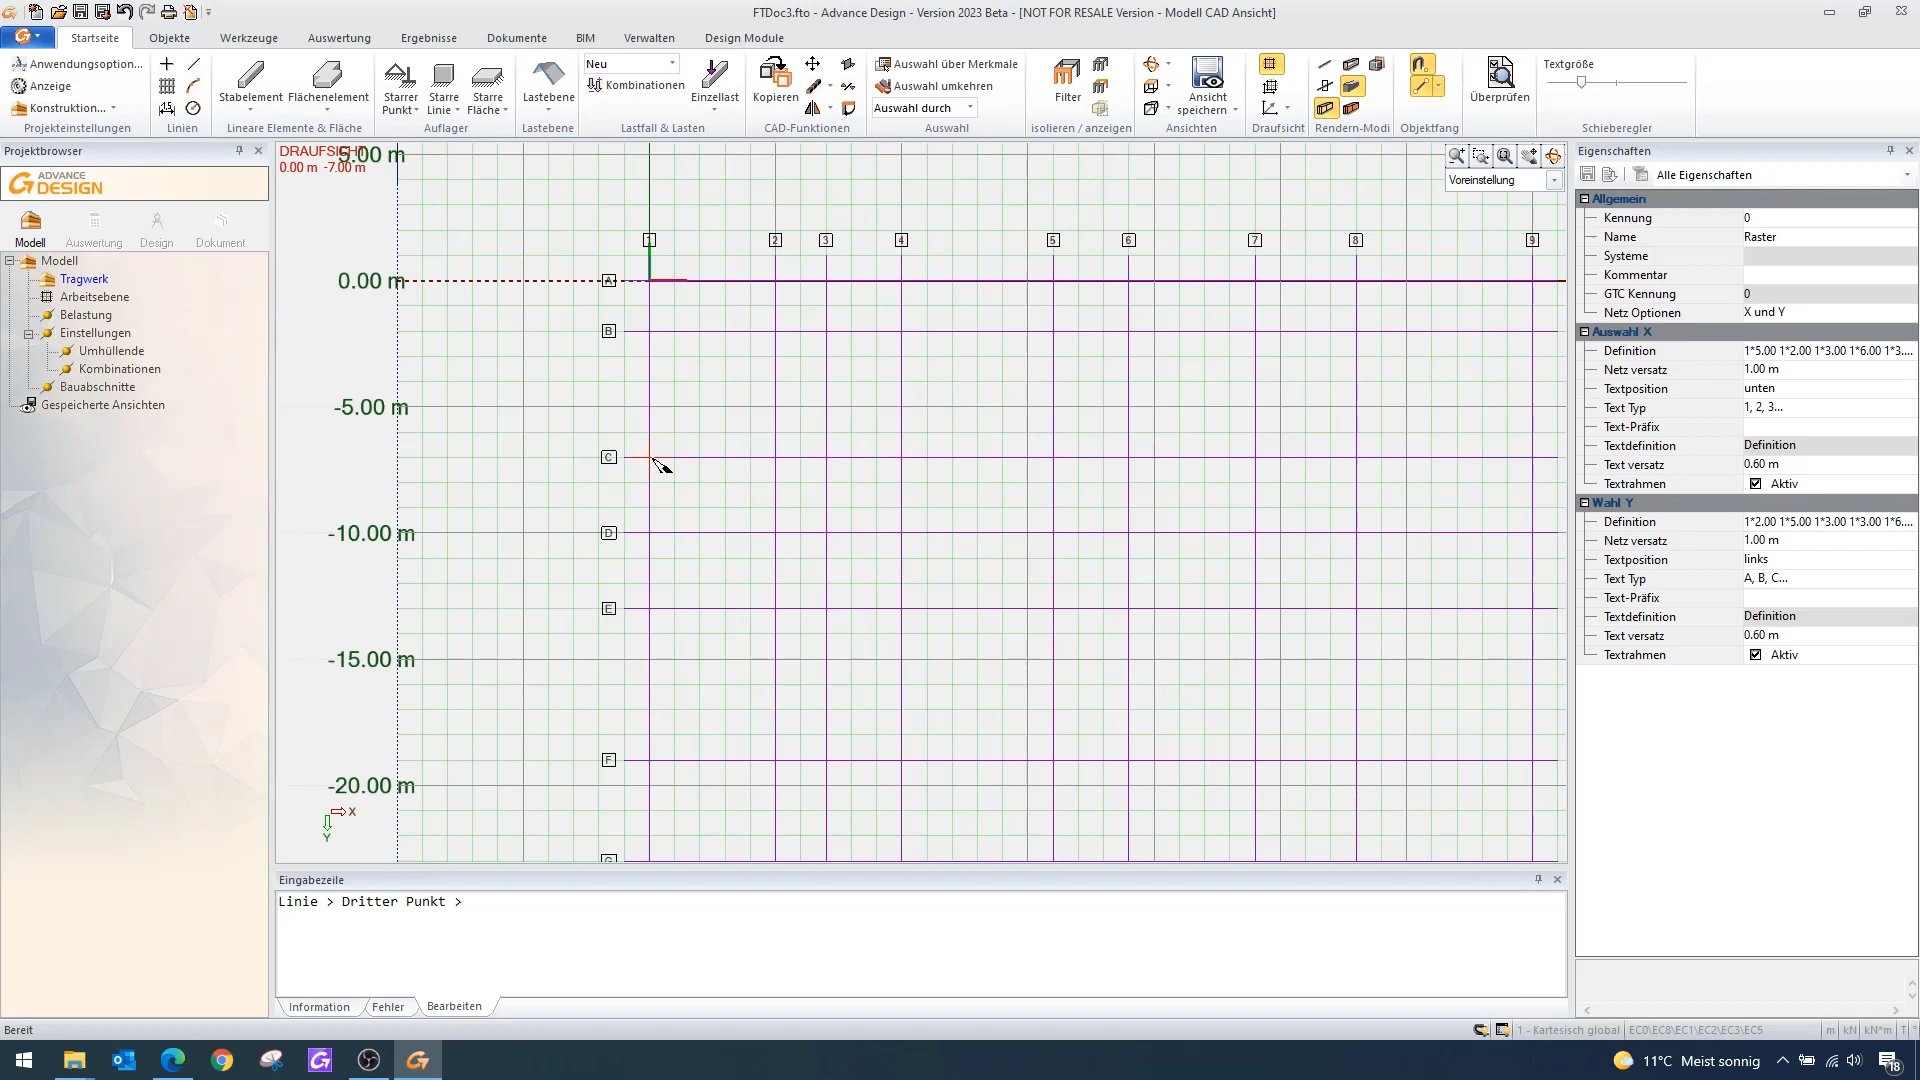 FTDoc3.fto - Advance Design - Version 2023 Beta - [NOT FOR RESALE Version - Modell CAD Ansicht]
Startseite
Objekte
Werkzeuge
Auswertung
Ergebnisse
Dokumente
BIM
Verwalten
Design Module
Anwendungsoption...
Anzeige
Konstruktion...
Projekteinstellungen
Linien
Stabelement
Flächenelement
Lineare Elemente & Fläche
Starrer Punkt
Starre Linie
Starre Fläche
Auflager
Lastebene
Lastebene
Neu
Kombinationen
Einzellast
Lastfall & Lasten
Kopieren
CAD-Funktionen
Auswahl über Merkmale
Auswahl umkehren
Auswahl durch
Auswahl
Filter
isolieren / anzeigen
Ansicht speichern
Ansichten
Draufsicht
Rendern-Modi
Objektfang
Überprüfen
Textgröße
Schieberegler
Projektbrowser
ADVANCE
DESIGN
Modell
Auswertung
Design
Dokument
Modell
Tragwerk
Arbeitsebene
Belastung
Einstellungen
Umhüllende
Kombinationen
Bauabschnitte
Gespeicherte Ansichten
DRAUFSICHT
0.00 m -7.00 m
5.00 m
Voreinstellung
1 2 3 4 5 6 7 8 9
0.00 m
A
B
-5.00 m
C
-10.00 m
D
E
-15.00 m
F
-20.00 m
X
Y
G
Eingabezeile
Linie > Dritter Punkt >
Information
Fehler
Bearbeiten
Eigenschaften
Alle Eigenschaften
Allgemein
Kennung 0
Name Raster
Systeme
Kommentar
GTC Kennung 0
Netz Optionen X und Y
Auswahl X
Definition 1*5.00 1*2.00 1*3.00 1*6.00 1*3....
Netz versatz 1.00 m
Textposition unten
Text Typ 1, 2, 3...
Text-Präfix
Textdefinition Definition
Text versatz 0.60 m
Textrahmen Aktiv
Wahl Y
Definition 1*2.00 1*5.00 1*3.00 1*3.00 1*6....
Netz versatz 1.00 m
Textposition links
Text Typ A, B, C...
Text-Präfix
Textdefinition Definition
Text versatz 0.60 m
Textrahmen Aktiv
Bereit
1 - Kartesisch global
EC0\EC8\EC1\EC2\EC3\EC5
m
kN
kN*m
T
11°C Meist sonnig
18